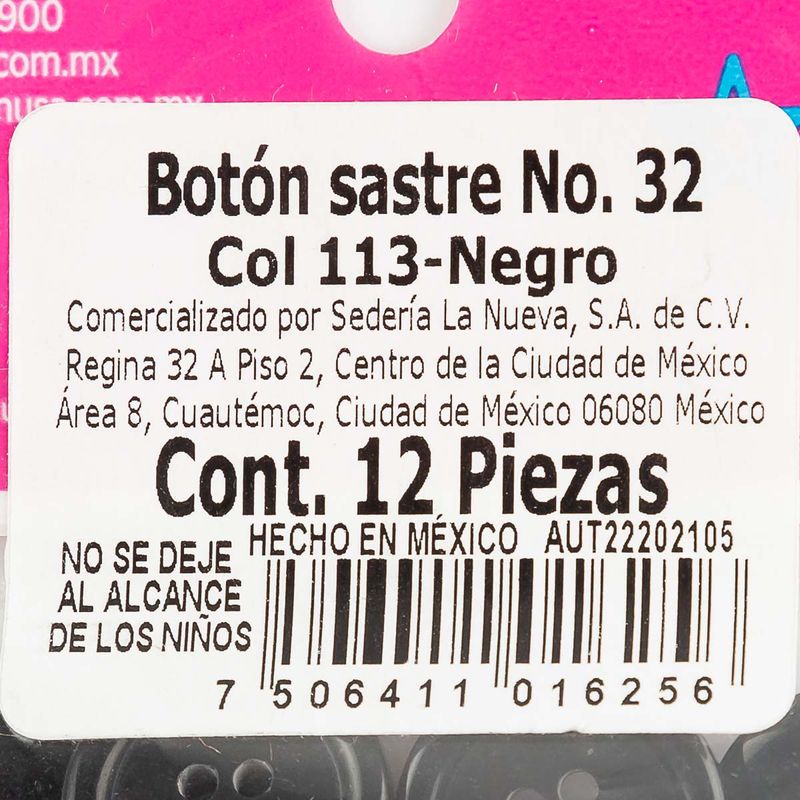 900
.com.mx
Botón sastre No. 32
Col 113-Negro
Comercializado por Sedería La Nueva, S.A. de C.V.
Regina 32 A Piso 2, Centro de la Ciudad de México
Área 8, Cuautémoc, Ciudad de México 06080 México
Cont. 12 Piezas
HECHO EN MÉXICO AUT22202105
NO SE DEJE
AL ALCANCE
DE LOS NIÑOS
7 506411 016256